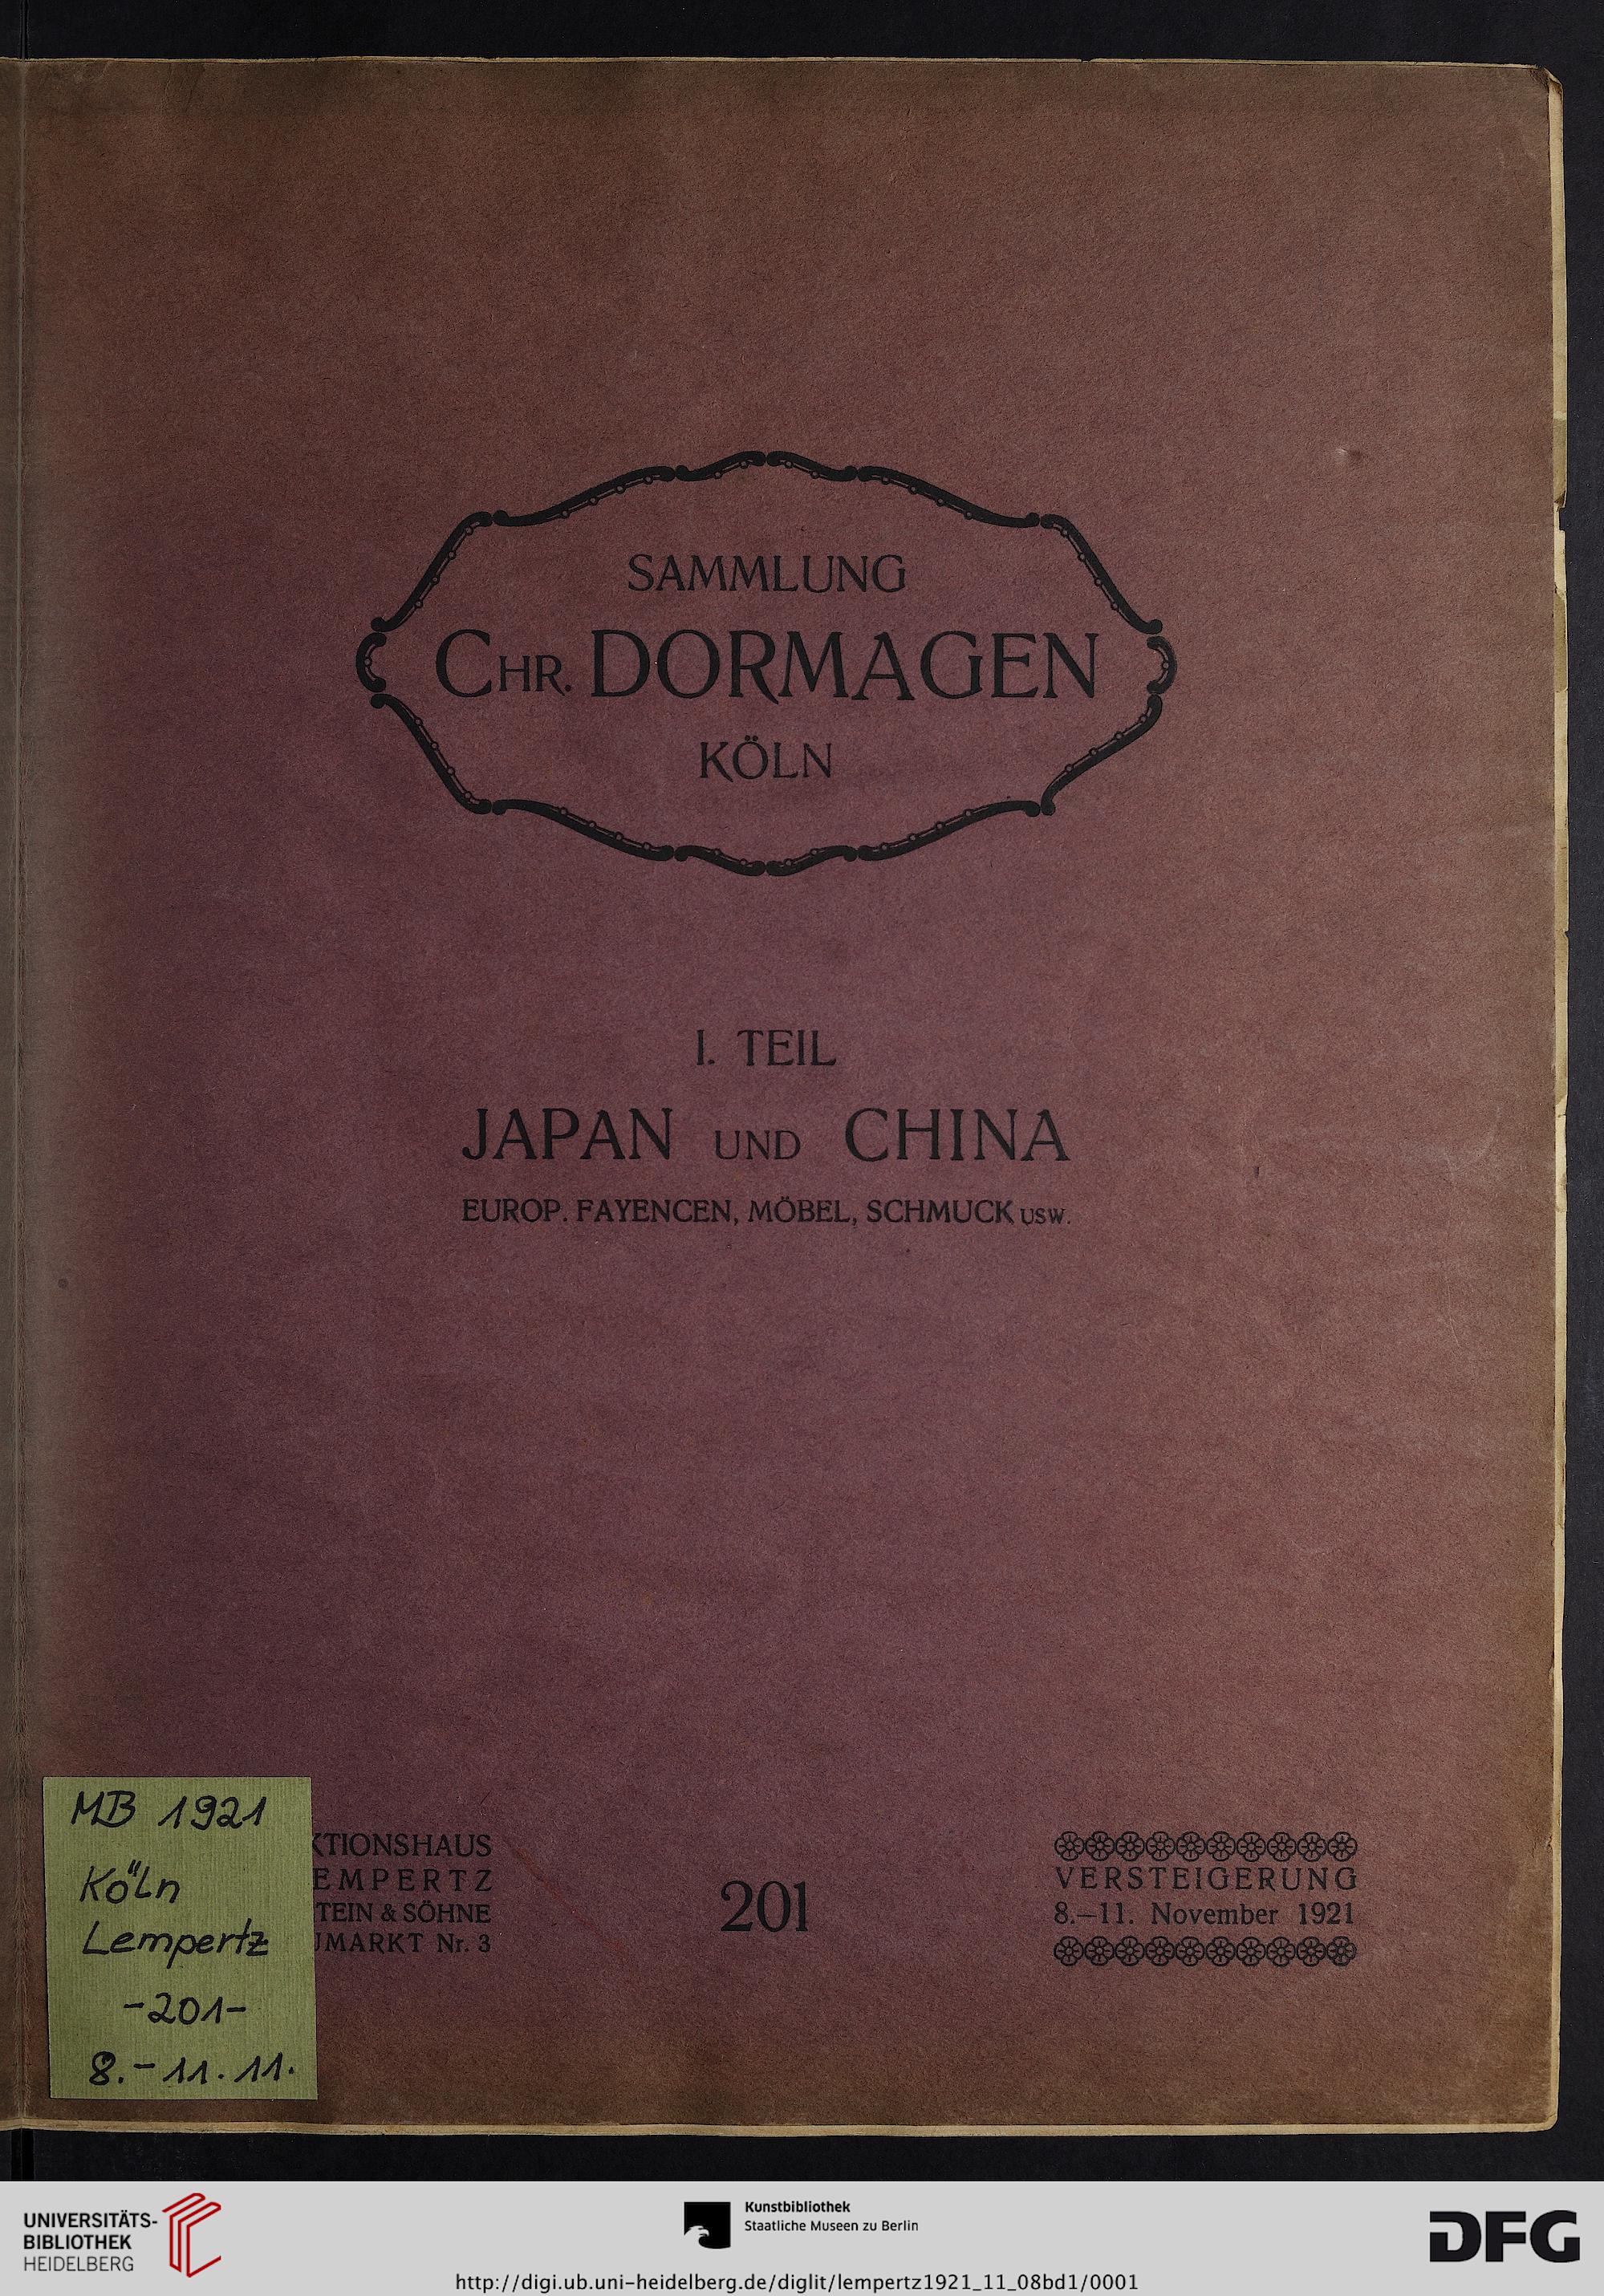 SAMMLUNG
CHR. DORMAGEN
KÖLN
I. TEIL
JAPAN UND CHINA
EUROP. FAYENCEN, MÖBEL, SCHMUCK USW.
MB 1921
Köln
Lempertz
-201-
8.-11.11.
KTIONSHAUS
EMPERTZ
TEIN & SÖHNE
UMARKT Nr. 3
201
VERSTEIGERUNG
8.—11. November 1921
UNIVERSITÄTS-
BIBLIOTHEK
HEIDELBERG
Kunstbibliothek
Staatliche Museen zu Berlin
DFG
http://digi.ub.uni-heidelberg.de/diglit/lempertz1921_11_08bd1/0001